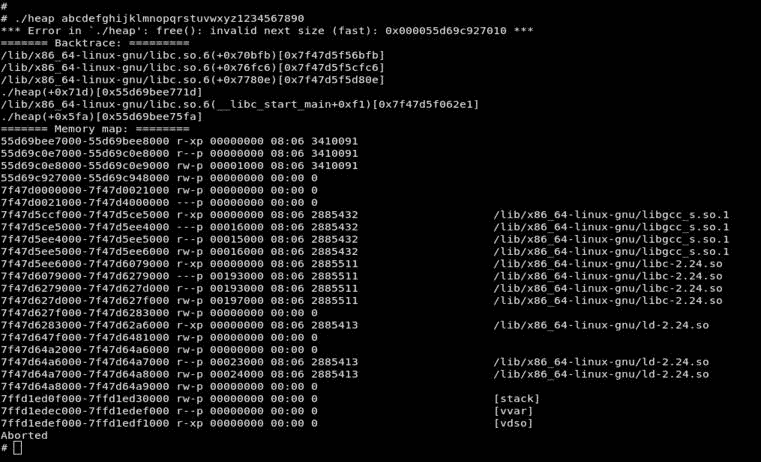 #
# ./heap abcdefghijklmnopqrstuvwxyz1234567890
*** Error in `./heap': free(): invalid next size (fast): 0x000055d69c927010 ***
======= Backtrace: =========
/lib/x86_64-linux-gnu/libc.so.6(+0x70bfb)[0x7f47d5f56bfb]
/lib/x86_64-linux-gnu/libc.so.6(+0x76fc6)[0x7f47d5f5cfc6]
/lib/x86_64-linux-gnu/libc.so.6(+0x7780e)[0x7f47d5f5d80e]
./heap(+0x71d)[0x55d69bee771d]
/lib/x86_64-linux-gnu/libc.so.6(__libc_start_main+0xf1)[0x7f47d5f062e1]
./heap(+0x5fa)[0x55d69bee75fa]
======= Memory map: ========
55d69bee7000-55d69bee8000 r-xp 00000000 08:06 3410091
55d69c0e7000-55d69c0e8000 r--p 00000000 08:06 3410091
55d69c0e8000-55d69c0e9000 rw-p 00001000 08:06 3410091
55d69c927000-55d69c948000 rw-p 00000000 00:00 0
7f47d0000000-7f47d0021000 rw-p 00000000 00:00 0
7f47d0021000-7f47d4000000 ---p 00000000 00:00 0
7f47d5ccf000-7f47d5ce5000 r-xp 00000000 08:06 2885432 /lib/x86_64-linux-gnu/libgcc_s.so.1
7f47d5ce5000-7f47d5ee4000 ---p 00016000 08:06 2885432 /lib/x86_64-linux-gnu/libgcc_s.so.1
7f47d5ee4000-7f47d5ee5000 r--p 00015000 08:06 2885432 /lib/x86_64-linux-gnu/libgcc_s.so.1
7f47d5ee5000-7f47d5ee6000 rw-p 00016000 08:06 2885432 /lib/x86_64-linux-gnu/libgcc_s.so.1
7f47d5ee6000-7f47d6079000 r-xp 00000000 08:06 2885511 /lib/x86_64-linux-gnu/libc-2.24.so
7f47d6079000-7f47d6279000 ---p 00193000 08:06 2885511 /lib/x86_64-linux-gnu/libc-2.24.so
7f47d6279000-7f47d627d000 r--p 00193000 08:06 2885511 /lib/x86_64-linux-gnu/libc-2.24.so
7f47d627d000-7f47d627f000 rw-p 00197000 08:06 2885511 /lib/x86_64-linux-gnu/libc-2.24.so
7f47d627f000-7f47d6283000 rw-p 00000000 00:00 0
7f47d6283000-7f47d62a6000 r-xp 00000000 08:06 2885413 /lib/x86_64-linux-gnu/ld-2.24.so
7f47d647f000-7f47d6481000 rw-p 00000000 00:00 0
7f47d64a2000-7f47d64a6000 rw-p 00000000 00:00 0
7f47d64a6000-7f47d64a7000 r--p 00023000 08:06 2885413 /lib/x86_64-linux-gnu/ld-2.24.so
7f47d64a7000-7f47d64a8000 rw-p 00024000 08:06 2885413 /lib/x86_64-linux-gnu/ld-2.24.so
7f47d64a8000-7f47d64a9000 rw-p 00000000 00:00 0
7ffd1ed0f000-7ffd1ed30000 rw-p 00000000 00:00 0 [stack]
7ffd1edec000-7ffd1edef000 r--p 00000000 00:00 0 [vvar]
7ffd1edef000-7ffd1edf1000 r-xp 00000000 00:00 0 [vdso]
Aborted
#